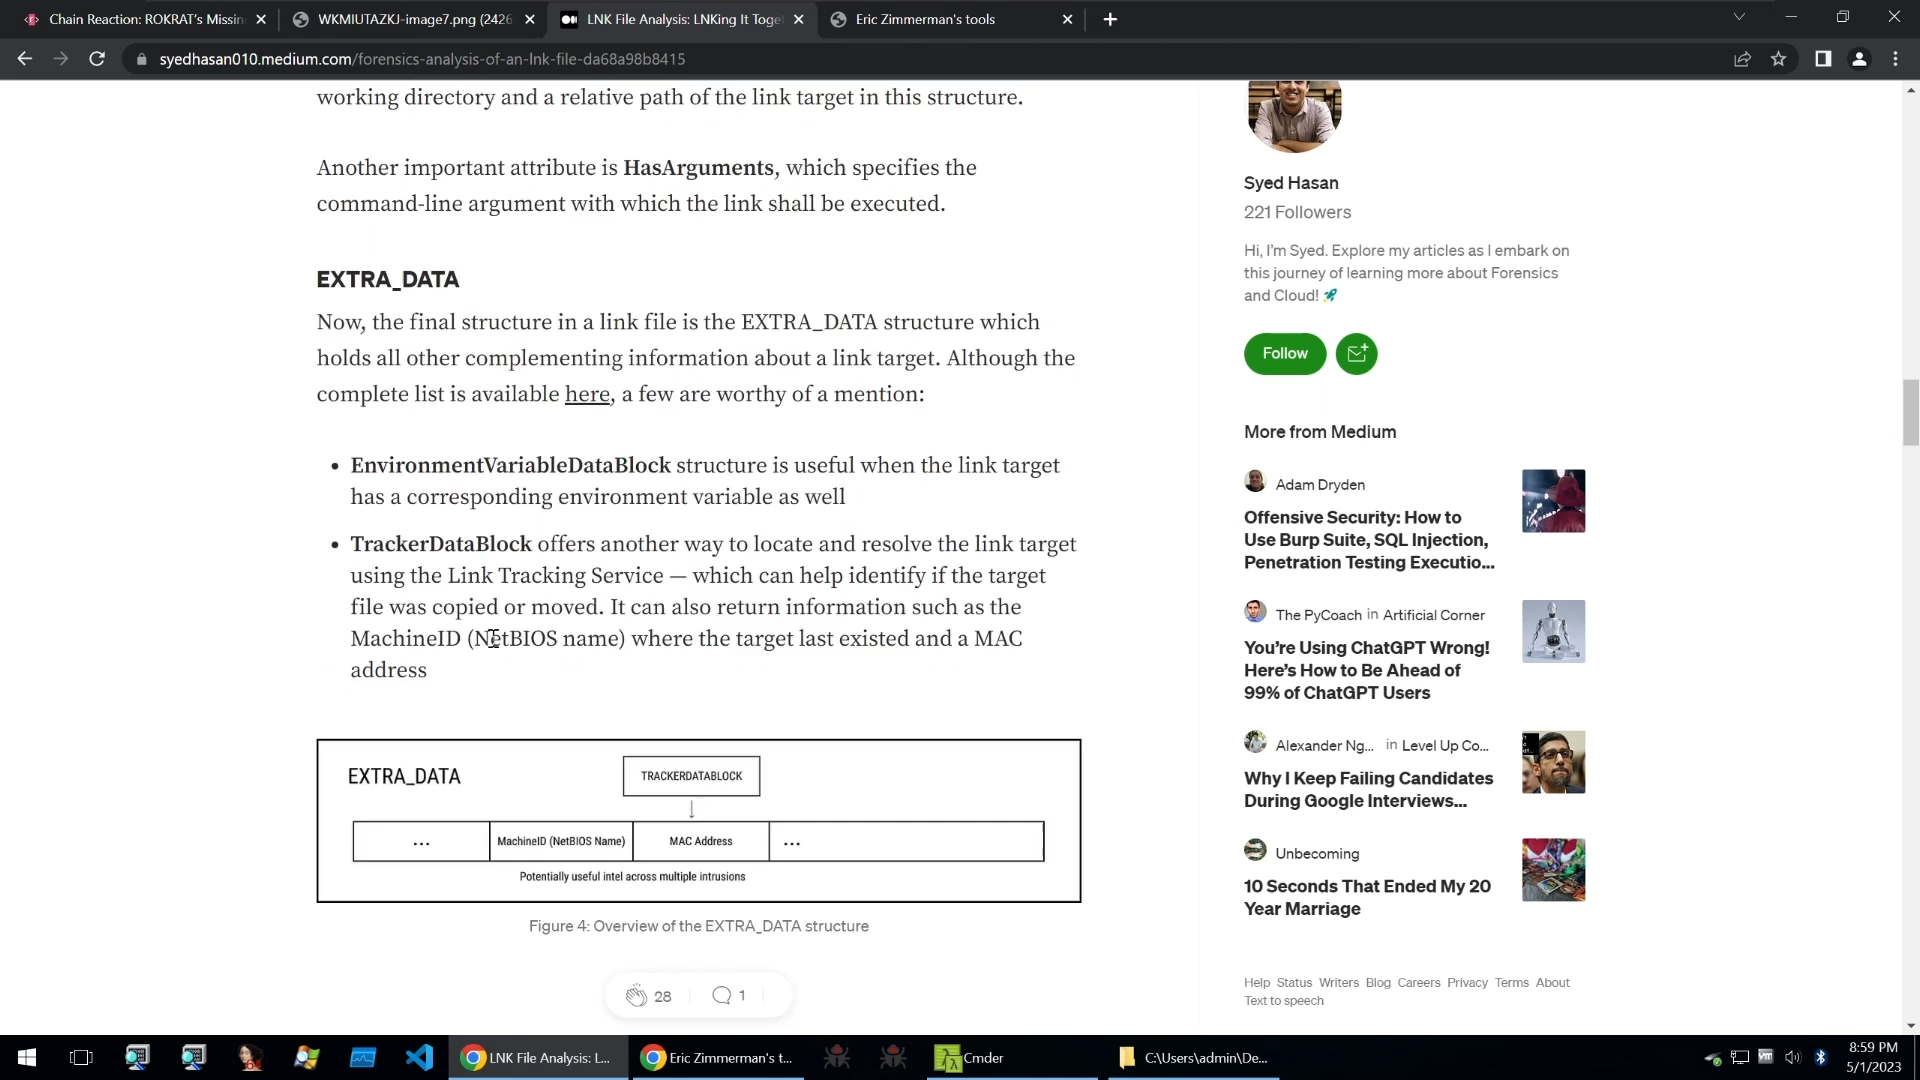 Chain Reaction: ROKRAT's Missin
WKMIUTAZKJ-image7.png (2426
LNK File Analysis: LNKing It Toge
Eric Zimmerman's tools
syedhasan010.medium.com/forensics-analysis-of-an-lnk-file-da68a98b8415
working directory and a relative path of the link target in this structure.
Another important attribute is HasArguments, which specifies the
command-line argument with which the link shall be executed.
EXTRA_DATA
Now, the final structure in a link file is the EXTRA_DATA structure which
holds all other complementing information about a link target. Although the
complete list is available here, a few are worthy of a mention:
• EnvironmentVariableDataBlock structure is useful when the link target
has a corresponding environment variable as well
• TrackerDataBlock offers another way to locate and resolve the link target
using the Link Tracking Service — which can help identify if the target
file was copied or moved. It can also return information such as the
MachineID (NetBIOS name) where the target last existed and a MAC
address
EXTRA_DATA
TRACKERDATABLOCK
...
MachineID (NetBIOS Name)
MAC Address
...
Potentially useful intel across multiple intrusions
Figure 4: Overview of the EXTRA_DATA structure
28
1
Syed Hasan
221 Followers
Hi, I'm Syed. Explore my articles as I embark on
this journey of learning more about Forensics
and Cloud! 🚀
Follow
More from Medium
Adam Dryden
Offensive Security: How to
Use Burp Suite, SQL Injection,
Penetration Testing Executio...
The PyCoach in Artificial Corner
You're Using ChatGPT Wrong!
Here's How to Be Ahead of
99% of ChatGPT Users
Alexander Ng... in Level Up Co...
Why I Keep Failing Candidates
During Google Interviews...
Unbecoming
10 Seconds That Ended My 20
Year Marriage
Help Status Writers Blog Careers Privacy Terms About
Text to speech
LNK File Analysis: L...
Eric Zimmerman's t...
Cmder
C:\Users\admin\De...
8:59 PM
5/1/2023